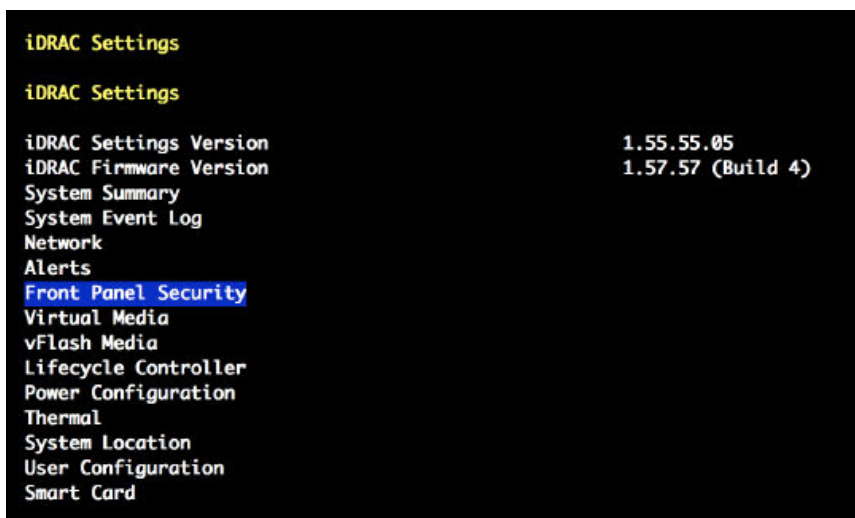 iDRAC Settings
iDRAC Settings
iDRAC Settings Version 1.55.55.05
iDRAC Firmware Version 1.57.57 (Build 4)
System Summary
System Event Log
Network
Alerts
Front Panel Security
Virtual Media
vFlash Media
Lifecycle Controller
Power Configuration
Thermal
System Location
User Configuration
Smart Card